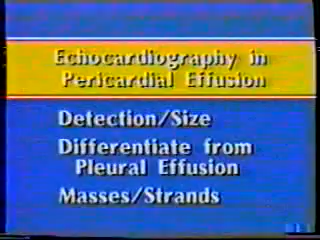 Echocardiography in
Pericardial Effusion
Detection/Size
Differentiate from
Pleural Effusion
Masses/Strands